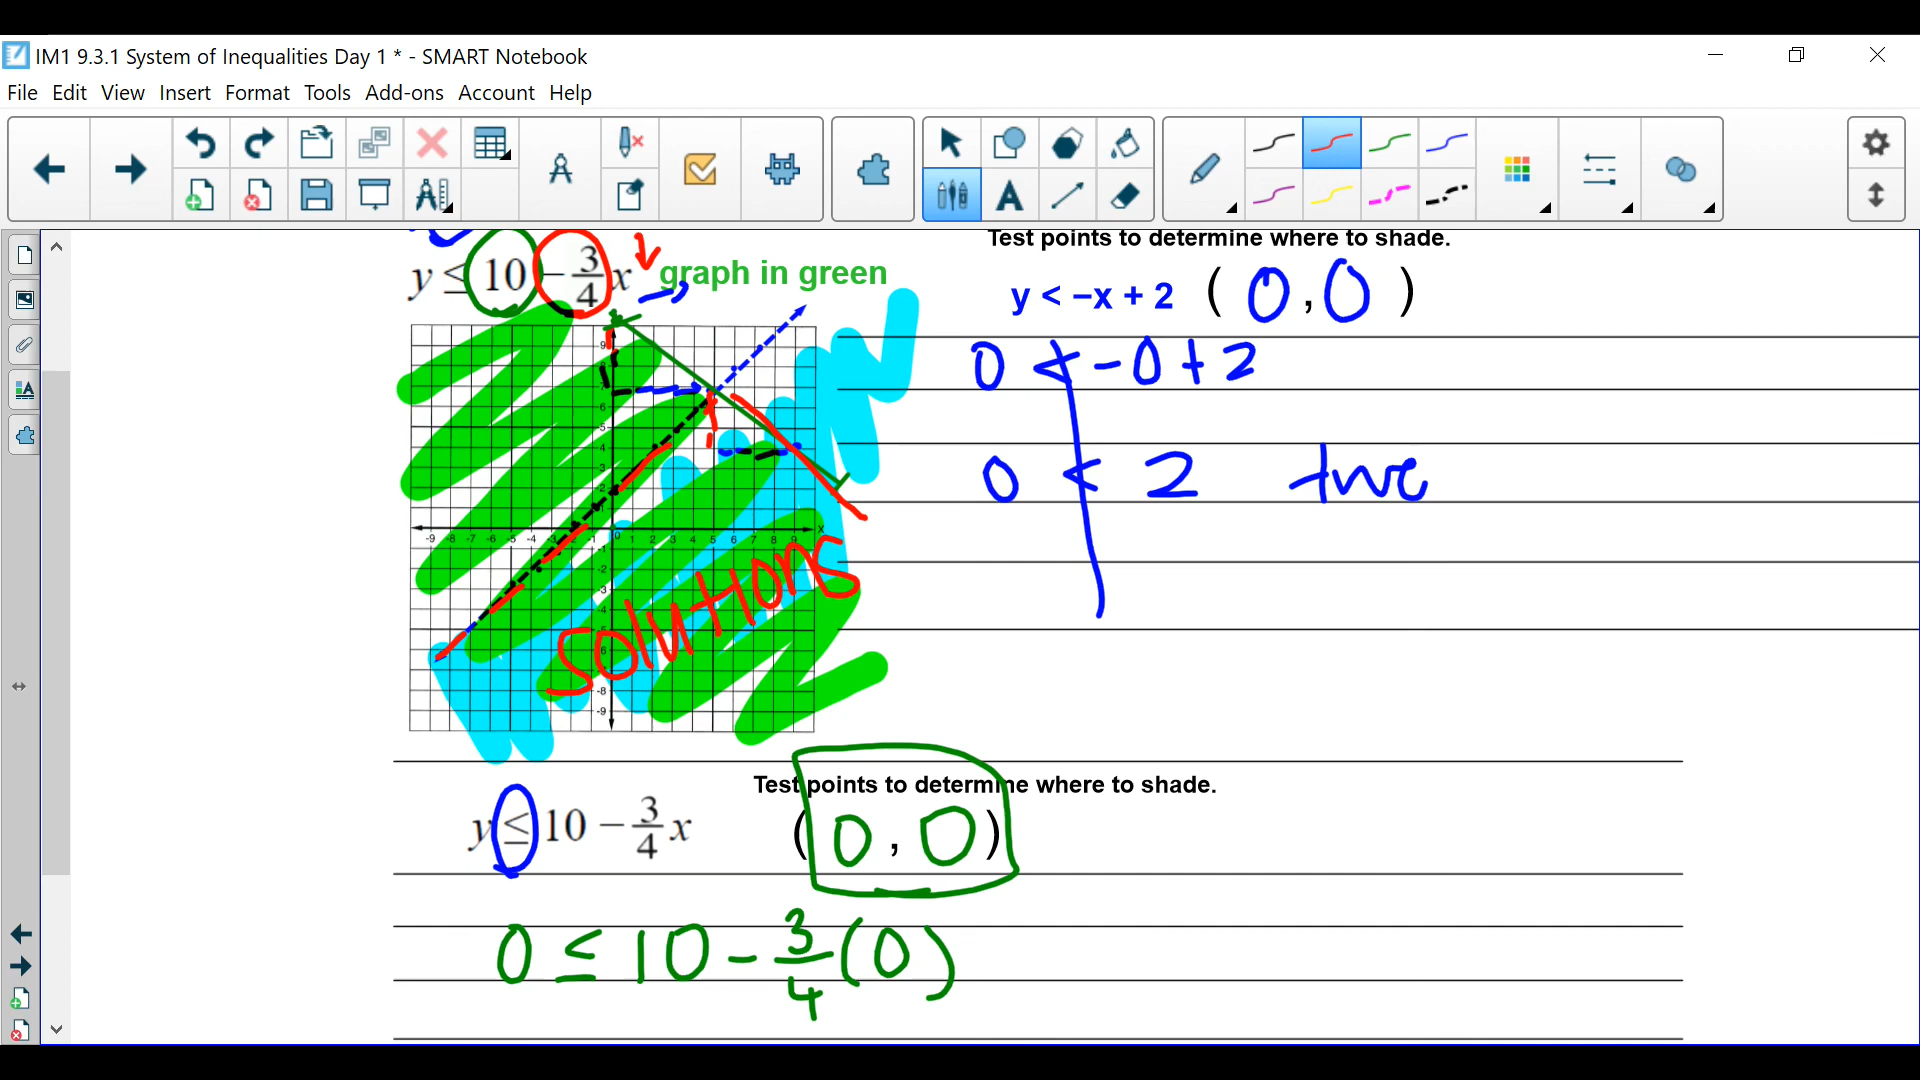 IM1 9.3.1 System of Inequalities Day 1 * - SMART Notebook
File Edit View Insert Format Tools Add-ons Account Help
Test points to determine where to shade.
y ≤ 10 − 3/4 x graph in green
y < −x + 2 ( 0 , 0 )
0 < - 0 + 2
0 < 2 true
solutions
Test points to determine where to shade.
y ≤ 10 − 3/4 x ( 0 , 0 )
0 ≤ 10 - 3/4 (0)